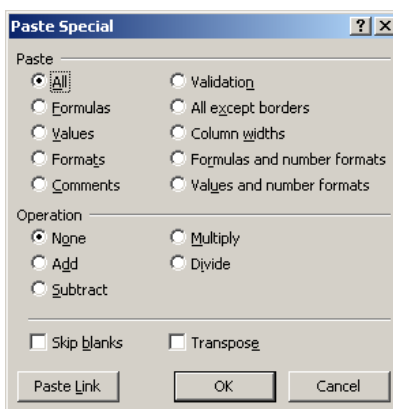 Paste Special
Paste
All
Validation
Formulas
All except borders
Values
Column widths
Formats
Formulas and number formats
Comments
Values and number formats
Operation
None
Multiply
Add
Divide
Subtract
Skip blanks
Transpose
Paste Link
OK
Cancel